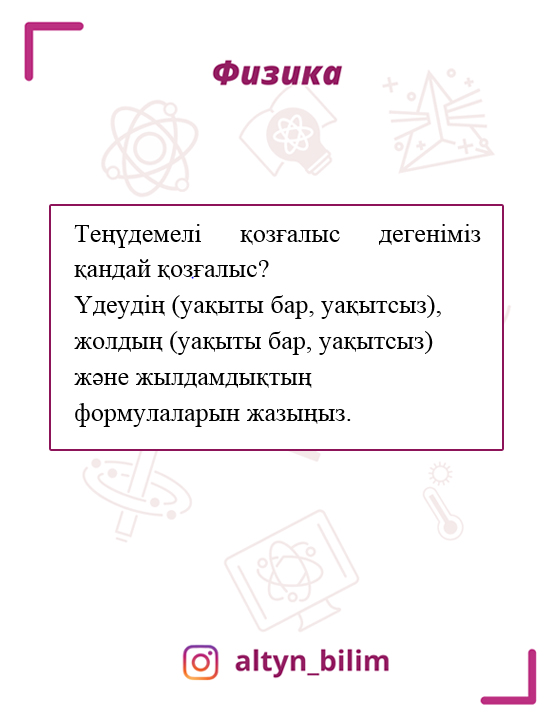 Физика
Теңүдемелі қозғалыс дегеніміз
қандай қозғалыс?
Үдеудің (уақыты бар, уақытсыз),
жолдың (уақыты бар, уақытсыз)
және жылдамдықтың
формулаларын жазыңыз.
altyn_bilim